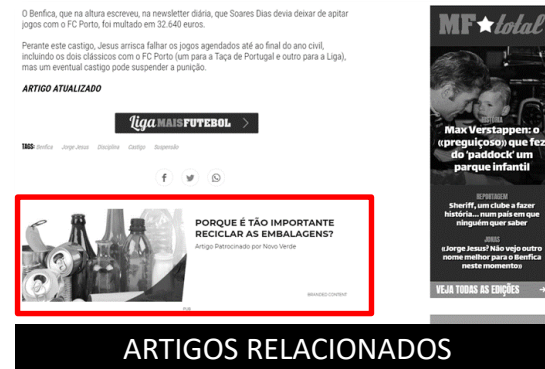 O Benfica, que na altura escreveu, na newsletter diária, que Soares Dias devia deixar de apitar
jogos com o FC Porto, foi multado em 32.640 euros.
Perante este castigo, Jesus arrisca falhar os jogos agendados até ao final do ano civil,
incluindo os dois clássicos com o FC Porto (um para a Taça de Portugal e outro para a Liga),
mas um eventual castigo pode suspender a punição.
ARTIGO ATUALIZADO
Liga MAISFUTEBOL >
TAGS: Benfica Jorge Jesus Disciplina Castigo Suspensão
PORQUE É TÃO IMPORTANTE
RECICLAR AS EMBALAGENS?
Artigo Patrocinado por Novo Verde
BRANDED CONTENT
PUB
ARTIGOS RELACIONADOS
MF total
HISTÓRIA
Max Verstappen: o
«preguiçoso» que fez
do 'paddock' um
parque infantil
REPORTAGEM
Sheriff, um clube a fazer
história... num país em que
ninguém quer saber
JONAS
«Jorge Jesus? Não vejo outro
nome melhor para o Benfica
neste momento»
VEJA TODAS AS EDIÇÕES